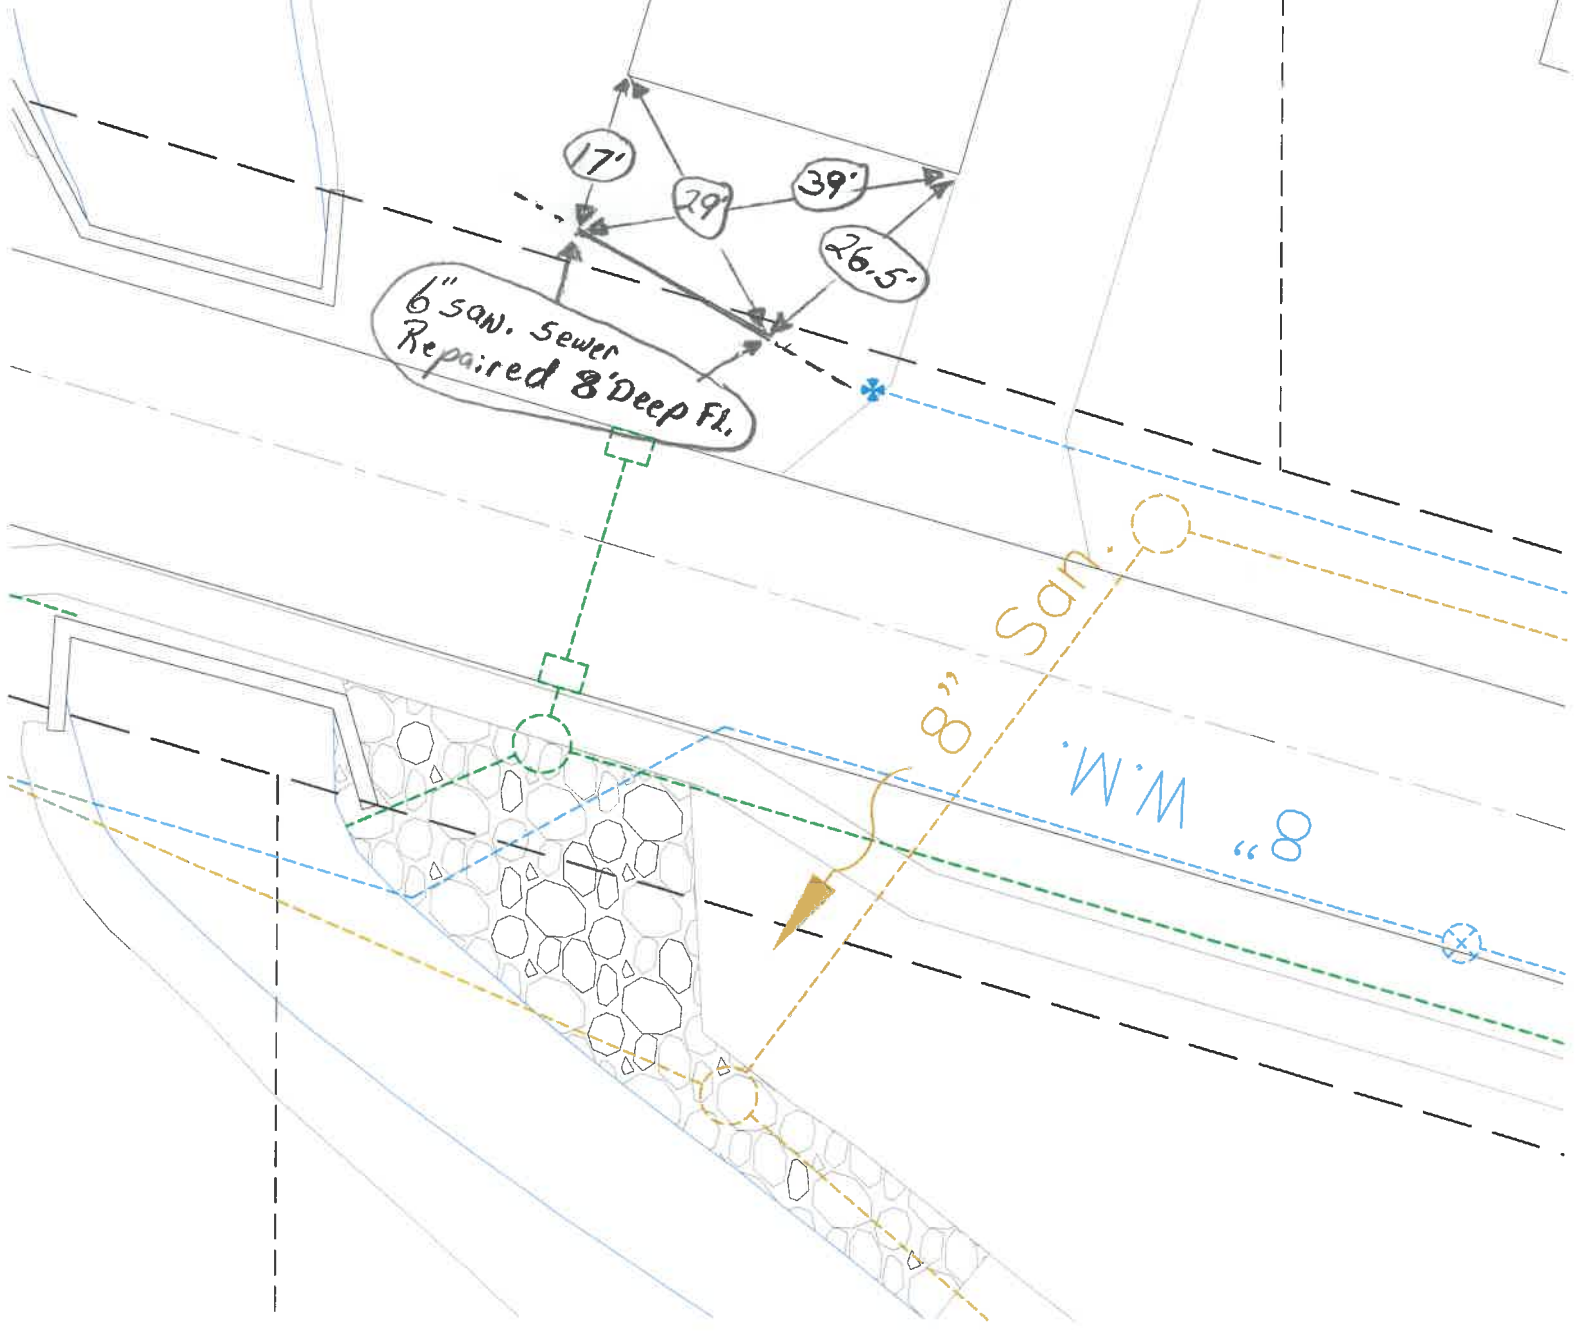 17'
29'
39'
26.5'
6" san. sewer
Repaired 8' Deep FL.
8" San.
8" W.M.